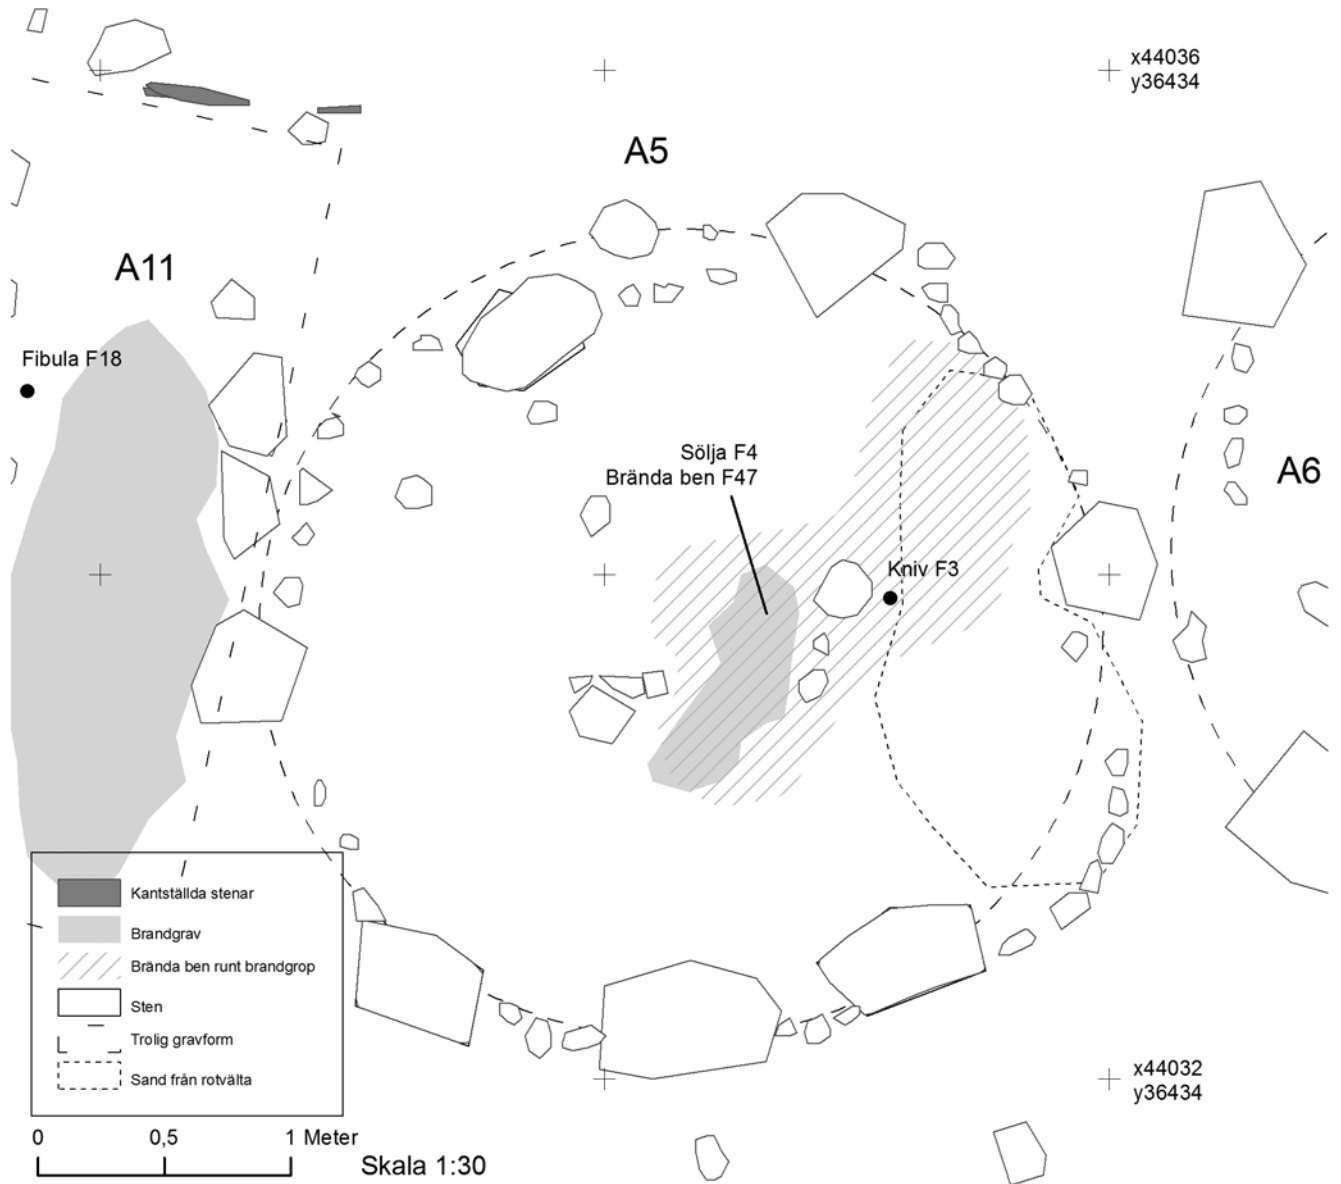 x44036
y36434
A5
A11
Fibula F18
Sölja F4
Brända ben F47
A6
Kniv F3
Kantställda stenar
Brandgrav
Brända ben runt brandgrop
Sten
Trolig gravform
Sand från rotvälta
x44032
y36434
0 0,5 1 Meter
Skala 1:30